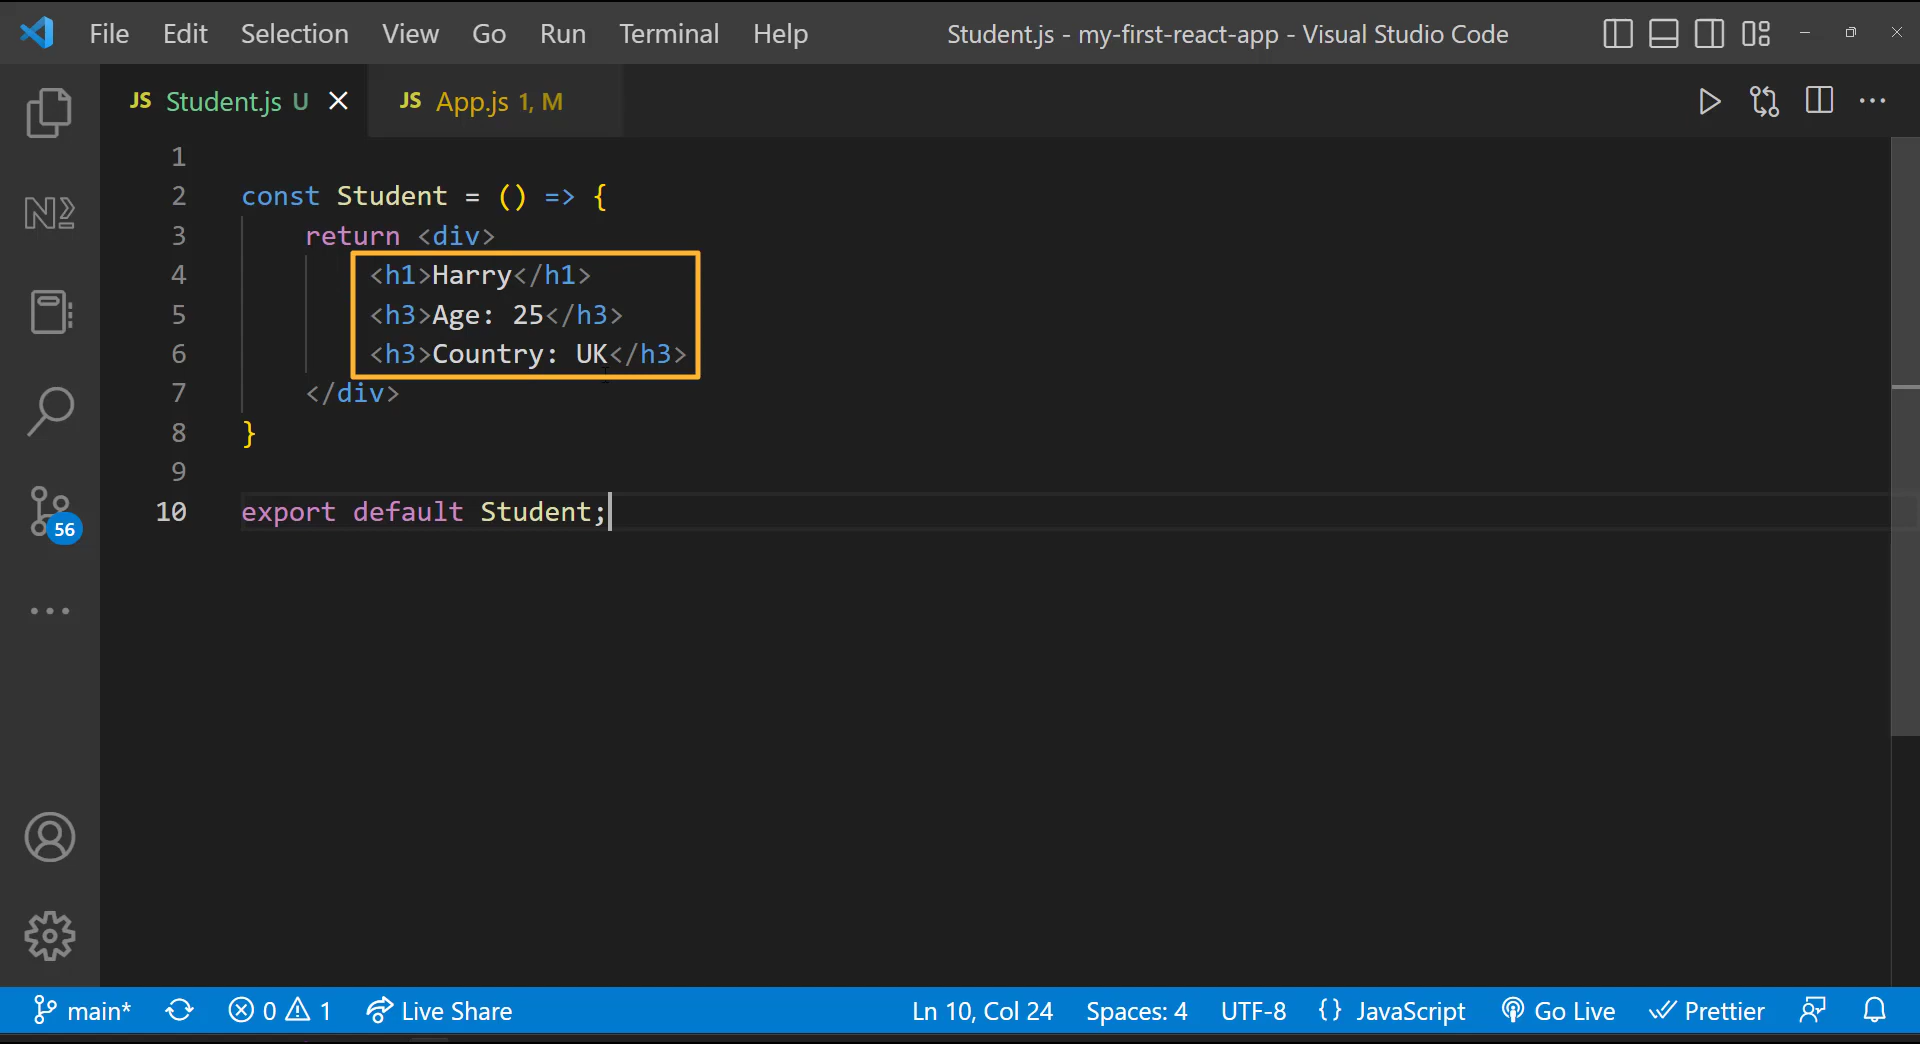 File Edit Selection View Go Run Terminal Help Student.js - my-first-react-app - Visual Studio Code
JS Student.js U JS App.js 1, M
1
2 const Student = () => {
3 return <div>
4 <h1>Harry</h1>
5 <h3>Age: 25</h3>
6 <h3>Country: UK</h3>
7 </div>
8 }
9
10 export default Student;
56
main* 0 1 Live Share Ln 10, Col 24 Spaces: 4 UTF-8 {} JavaScript Go Live Prettier